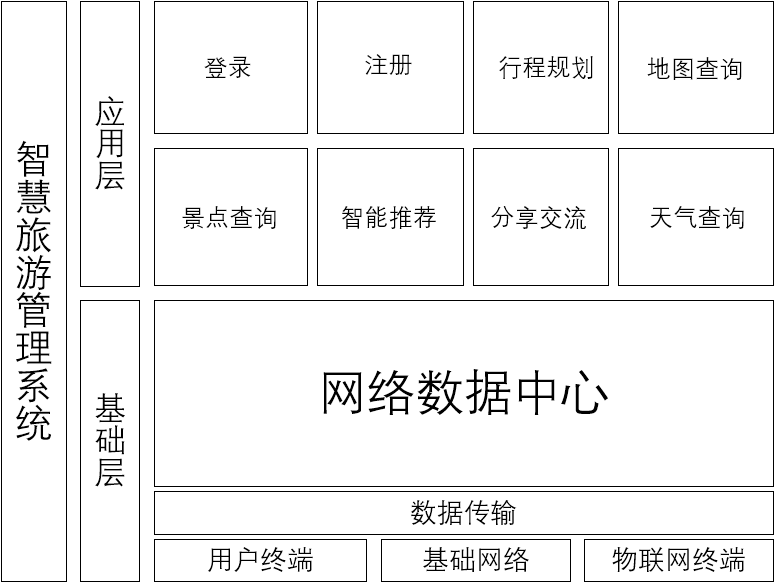 智慧旅游管理系统
应用层
登录
注册
行程规划
地图查询
景点查询
智能推荐
分享交流
天气查询
基础层
网络数据中心
数据传输
用户终端
基础网络
物联网终端